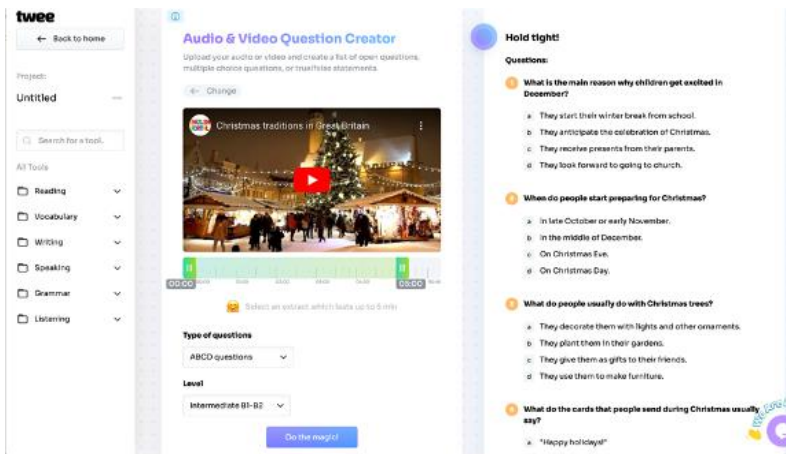 twee
← Back to home
Project:
Untitled
Search for a tool.
All Tools
Reading
Vocabulary
Writing
Speaking
Grammar
Listening
Audio & Video Question Creator
Upload your audio or video and create a list of open questions,
multiple choice questions, or true/false statements.
← Change
Christmas traditions in Great Britain
00:00
05:00
Select an extract which lasts up to 5 min
Type of questions
ABCD questions
Level
Intermediate B1-B2
Do the magic!
Hold tight!
Questions:
What is the main reason why children get excited in
December?
a They start their winter break from school.
b They anticipate the celebration of Christmas.
c They receive presents from their parents.
d They look forward to going to church.
When do people start preparing for Christmas?
a In late October or early November.
b In the middle of December.
c On Christmas Eve.
d On Christmas Day.
What do people usually do with Christmas trees?
a They decorate them with lights and other ornaments.
b They plant them in their gardens.
c They give them as gifts to their friends.
d They use them to make furniture.
What do the cards that people send during Christmas usually
say?
a "Happy holidays!"